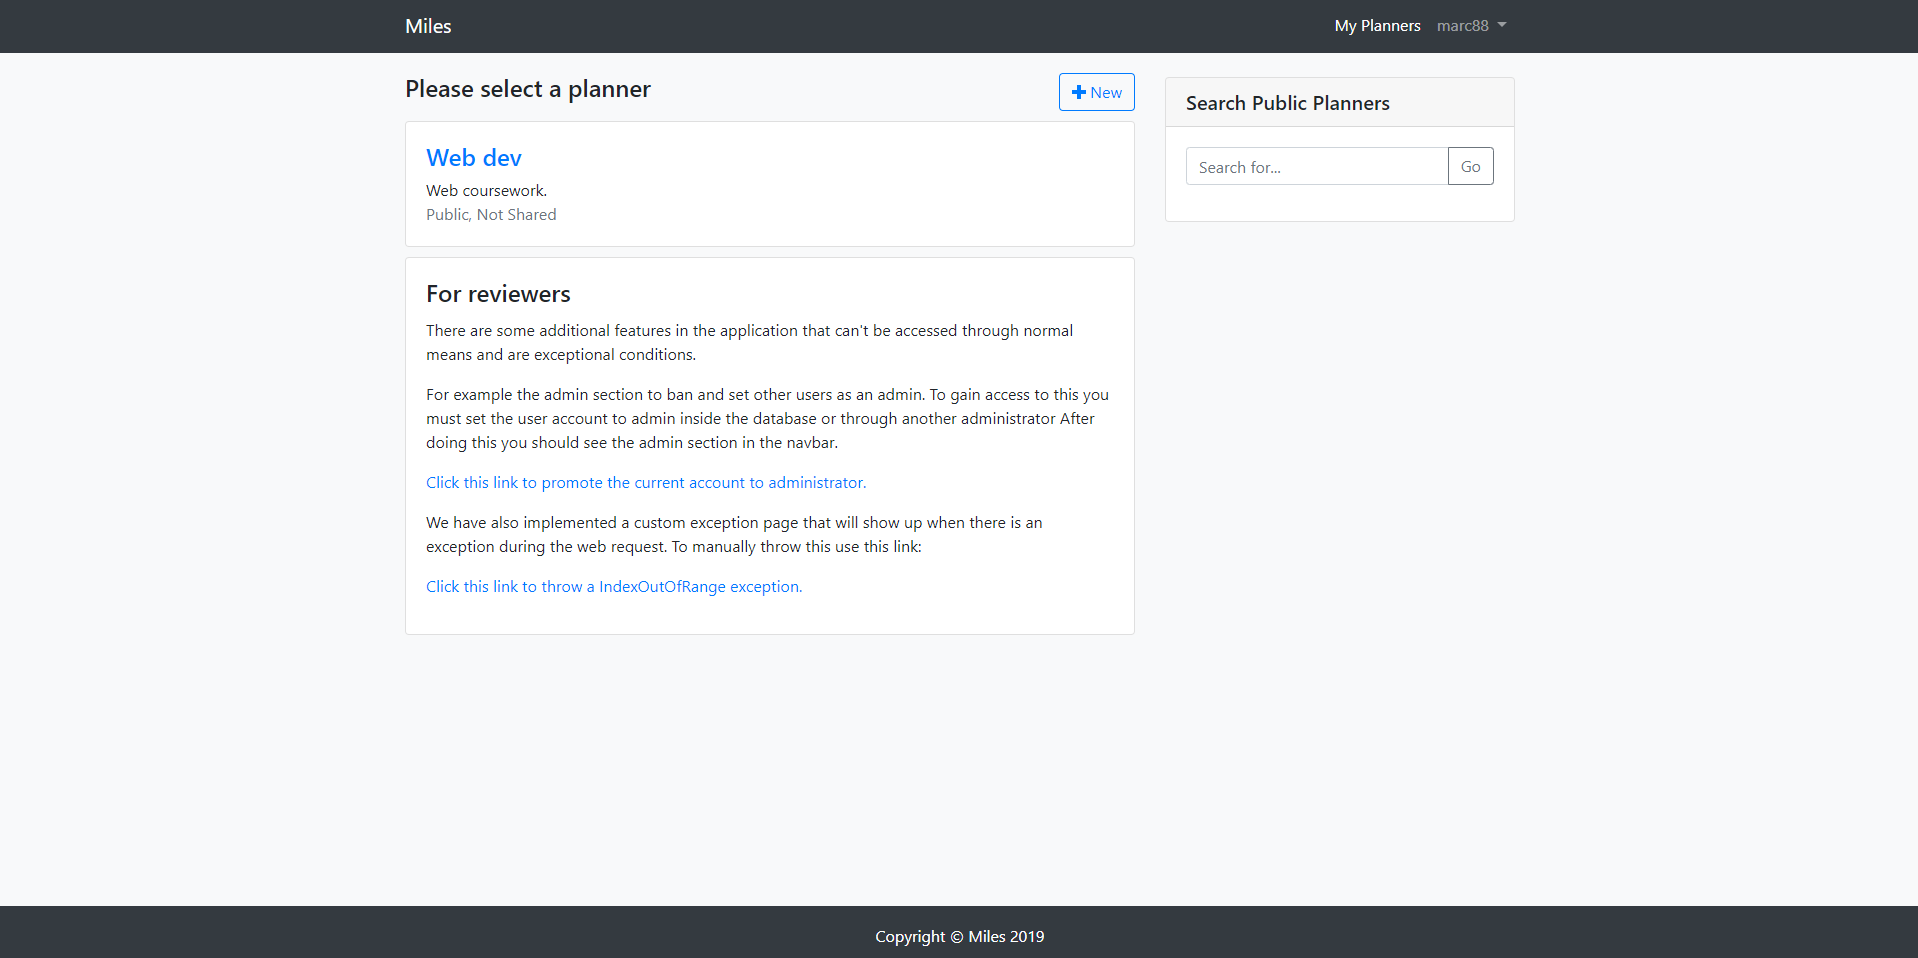 Miles
My Planners
marc88
Please select a planner
New
Web dev
Web coursework.
Public, Not Shared
For reviewers
There are some additional features in the application that can't be accessed through normal
means and are exceptional conditions.
For example the admin section to ban and set other users as an admin. To gain access to this you
must set the user account to admin inside the database or through another administrator After
doing this you should see the admin section in the navbar.
Click this link to promote the current account to administrator.
We have also implemented a custom exception page that will show up when there is an
exception during the web request. To manually throw this use this link:
Click this link to throw a IndexOutOfRange exception.
Search Public Planners
Search for...
Go
Copyright © Miles 2019